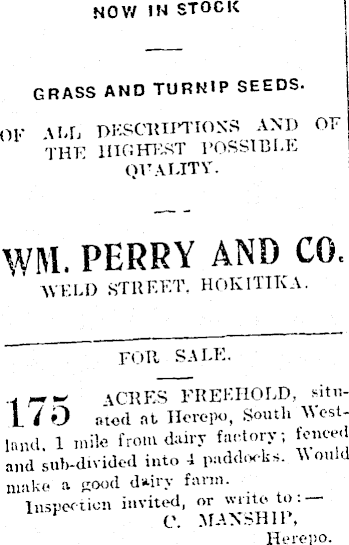 NOW IN STOCK
GRASS AND TURNIP SEEDS.
OF ALL DESCRIPTIONS AND OF
THE HIGHEST POSSIBLE
QUALITY.
WM. PERRY AND CO.
WELD STREET, HOKITIKA.
FOR SALE.
175 ACRES FREEHOLD, situ-
ated at Herepo, South West-
land, 1 mile from dairy factory; fenced
and sub-divided into 4 paddocks. Would
make a good dairy farm.
Inspection invited, or write to:—
C. MANSHIP,
Herepo.